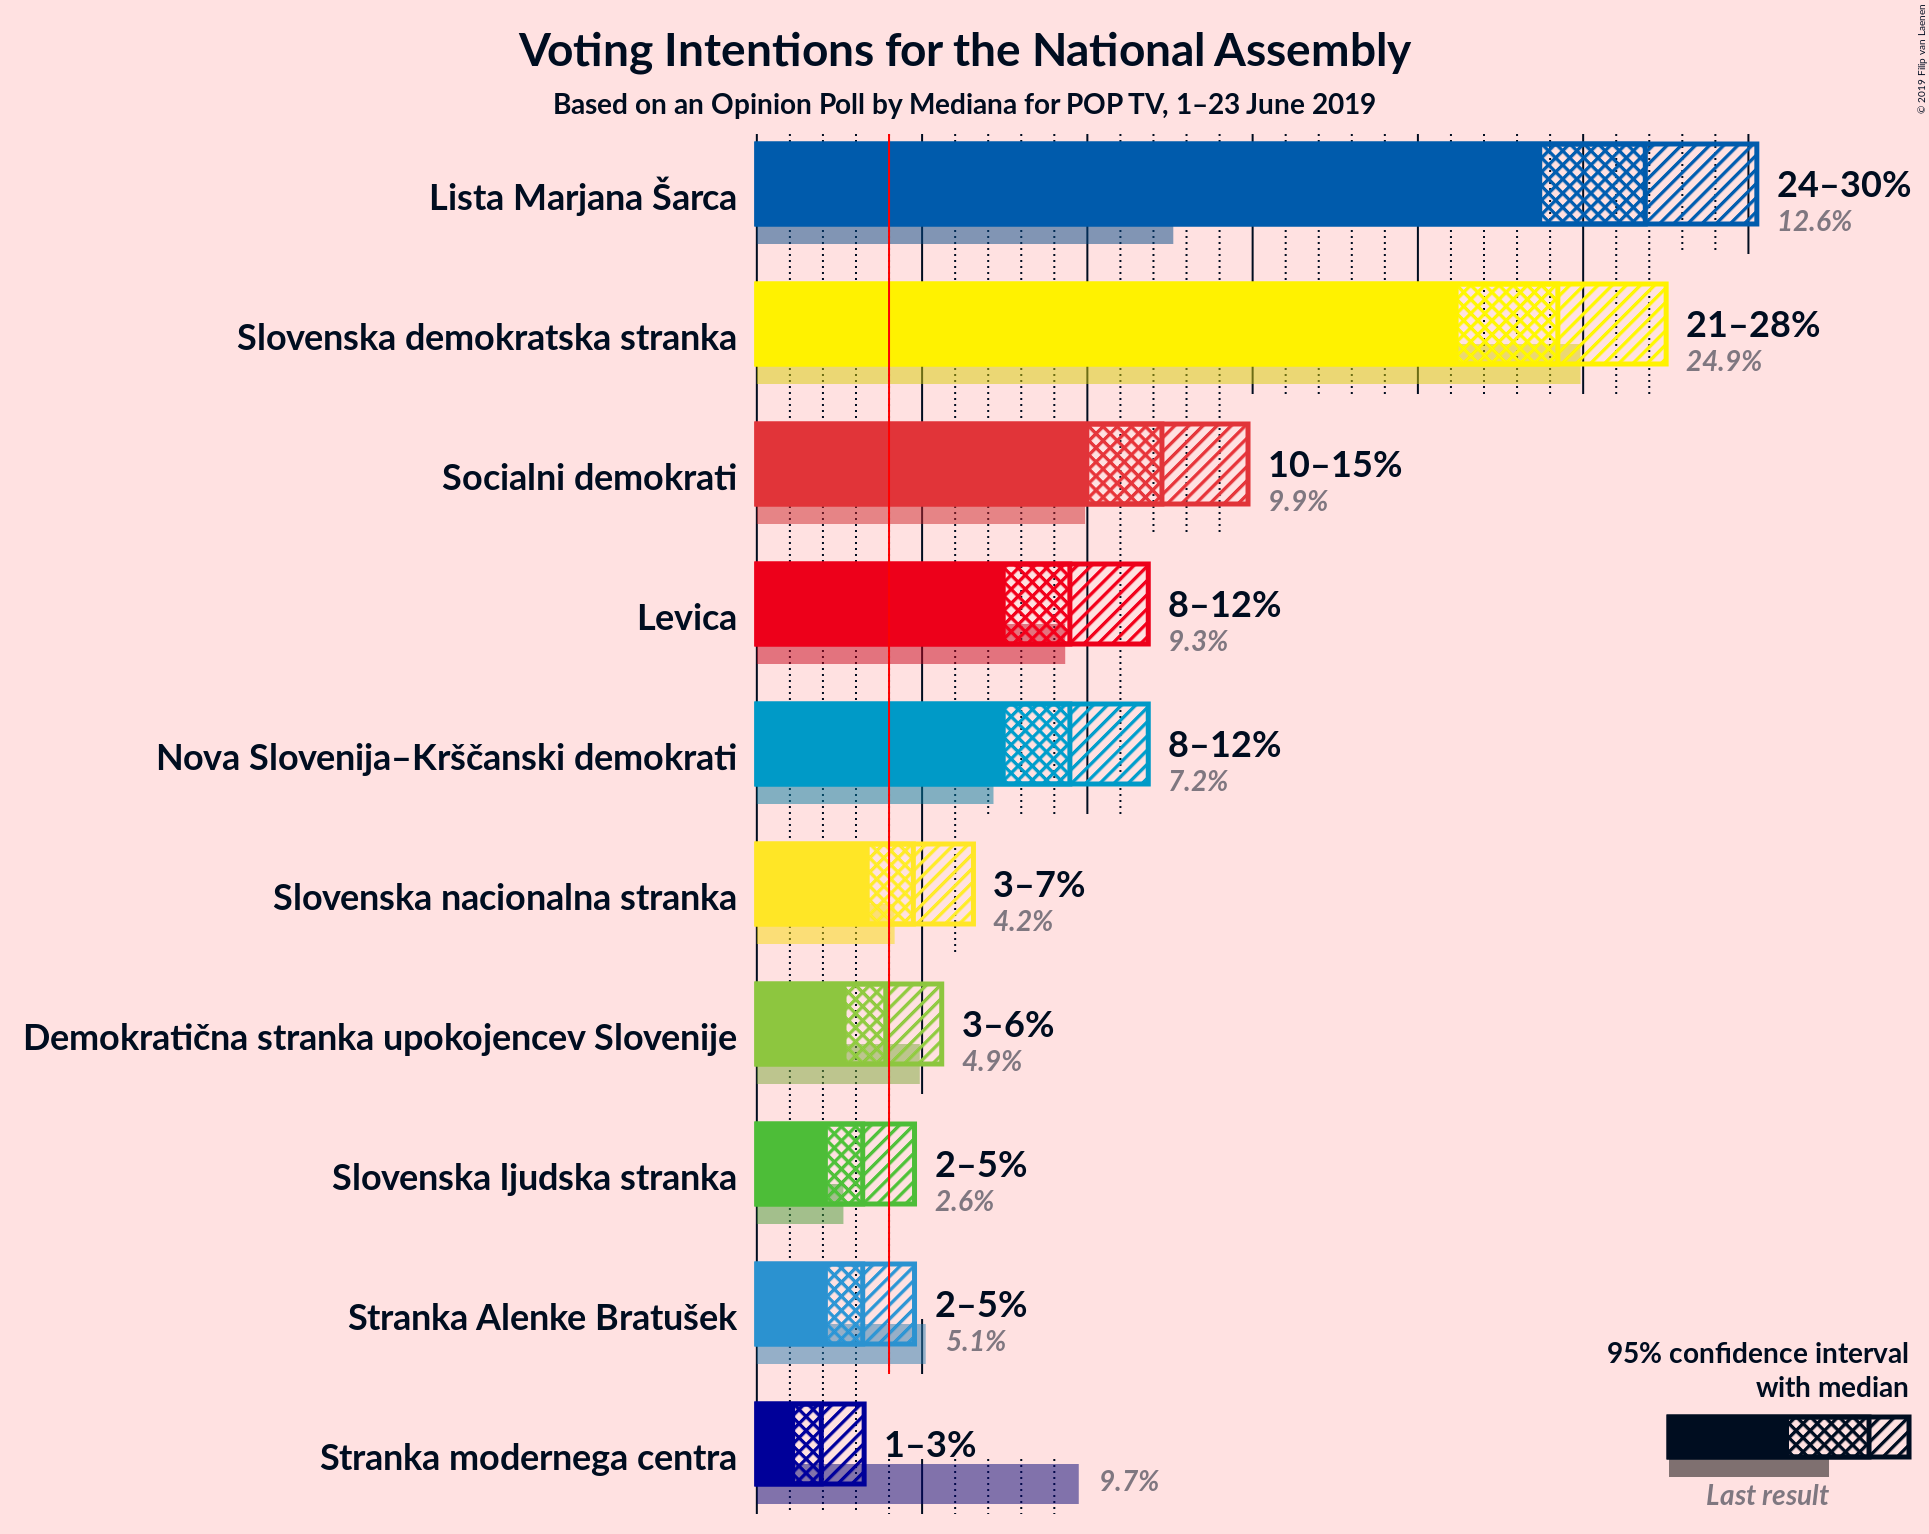 Voting Intentions for the National Assembly
Based on an Opinion Poll by Mediana for POP TV, 1–23 June 2019
© 2019 Filip van Laenen
Lista Marjana Šarca
24–30%
12.6%
Slovenska demokratska stranka
21–28%
24.9%
Socialni demokrati
10–15%
9.9%
Levica
8–12%
9.3%
Nova Slovenija–Krščanski demokrati
8–12%
7.2%
Slovenska nacionalna stranka
3–7%
4.2%
Demokratična stranka upokojencev Slovenije
3–6%
4.9%
Slovenska ljudska stranka
2–5%
2.6%
Stranka Alenke Bratušek
2–5%
5.1%
Stranka modernega centra
1–3%
9.7%
95% confidence interval
with median
Last result